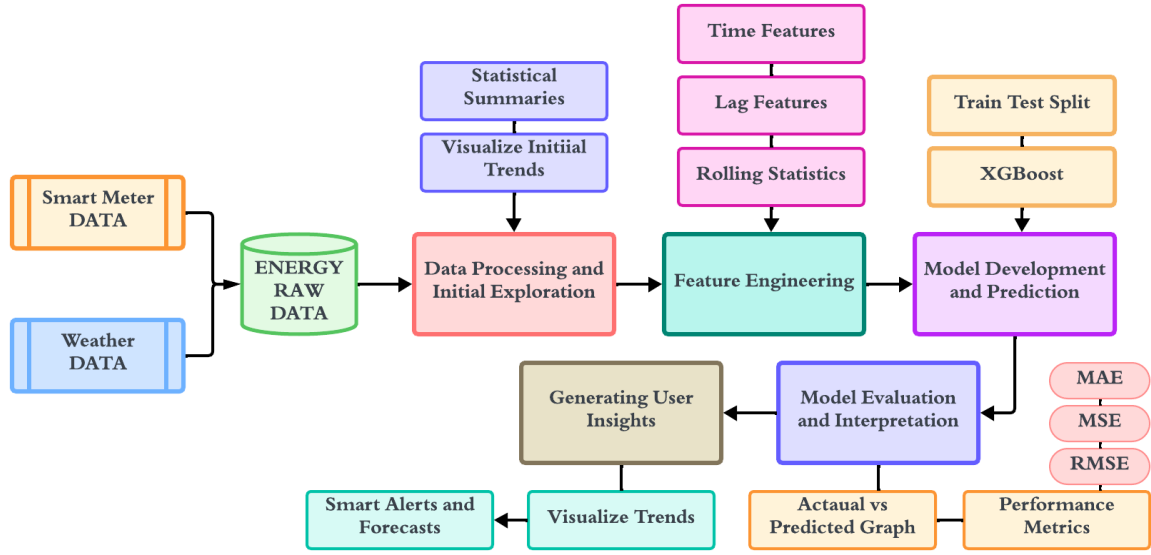 Time Features
Statistical
Summaries
Lag Features
Train Test Split
Visualize Initiial
Trends
Rolling Statistics
XGBoost
Smart Meter
DATA
ENERGY
RAW
DATA
Data Processing and
Initial Exploration
Feature Engineering
Model Development
and Prediction
Weather
DATA
Generating User
Insights
Model Evaluation
and Interpretation
MAE
MSE
RMSE
Smart Alerts and
Forecasts
Visualize Trends
Actaual vs
Predicted Graph
Performance
Metrics